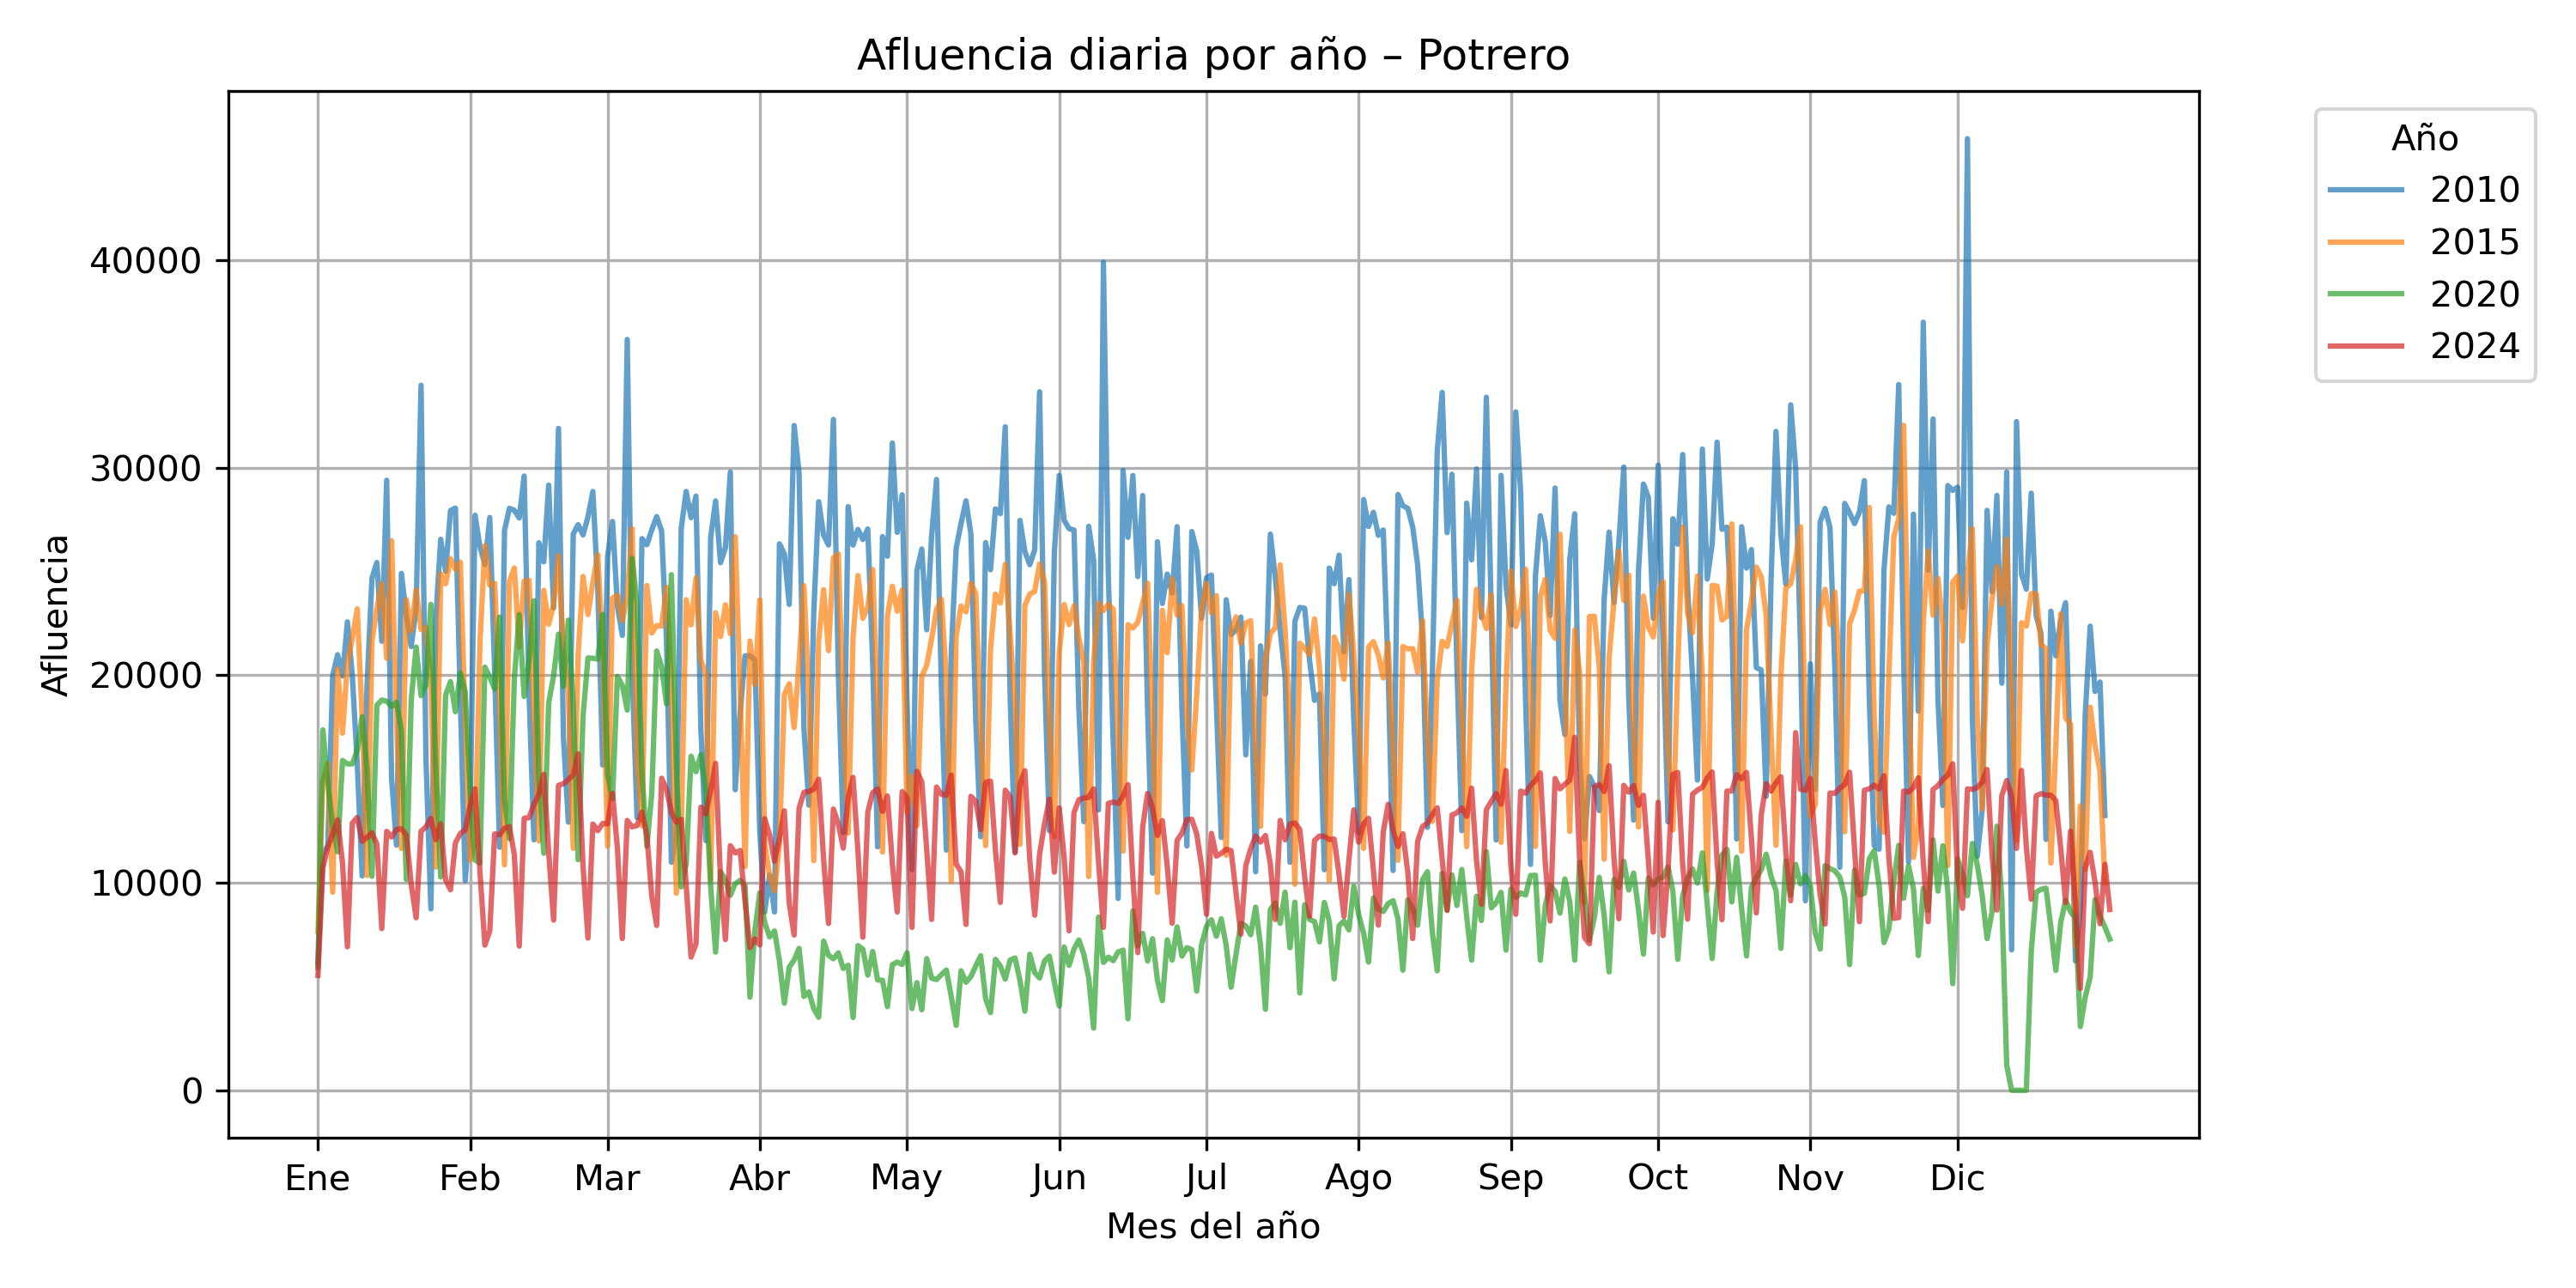 Afluencia diaria por año – Potrero
Afluencia
40000
30000
20000
10000
0
Ene Feb Mar Abr May Jun Jul Ago Sep Oct Nov Dic
Mes del año
Año
2010
2015
2020
2024